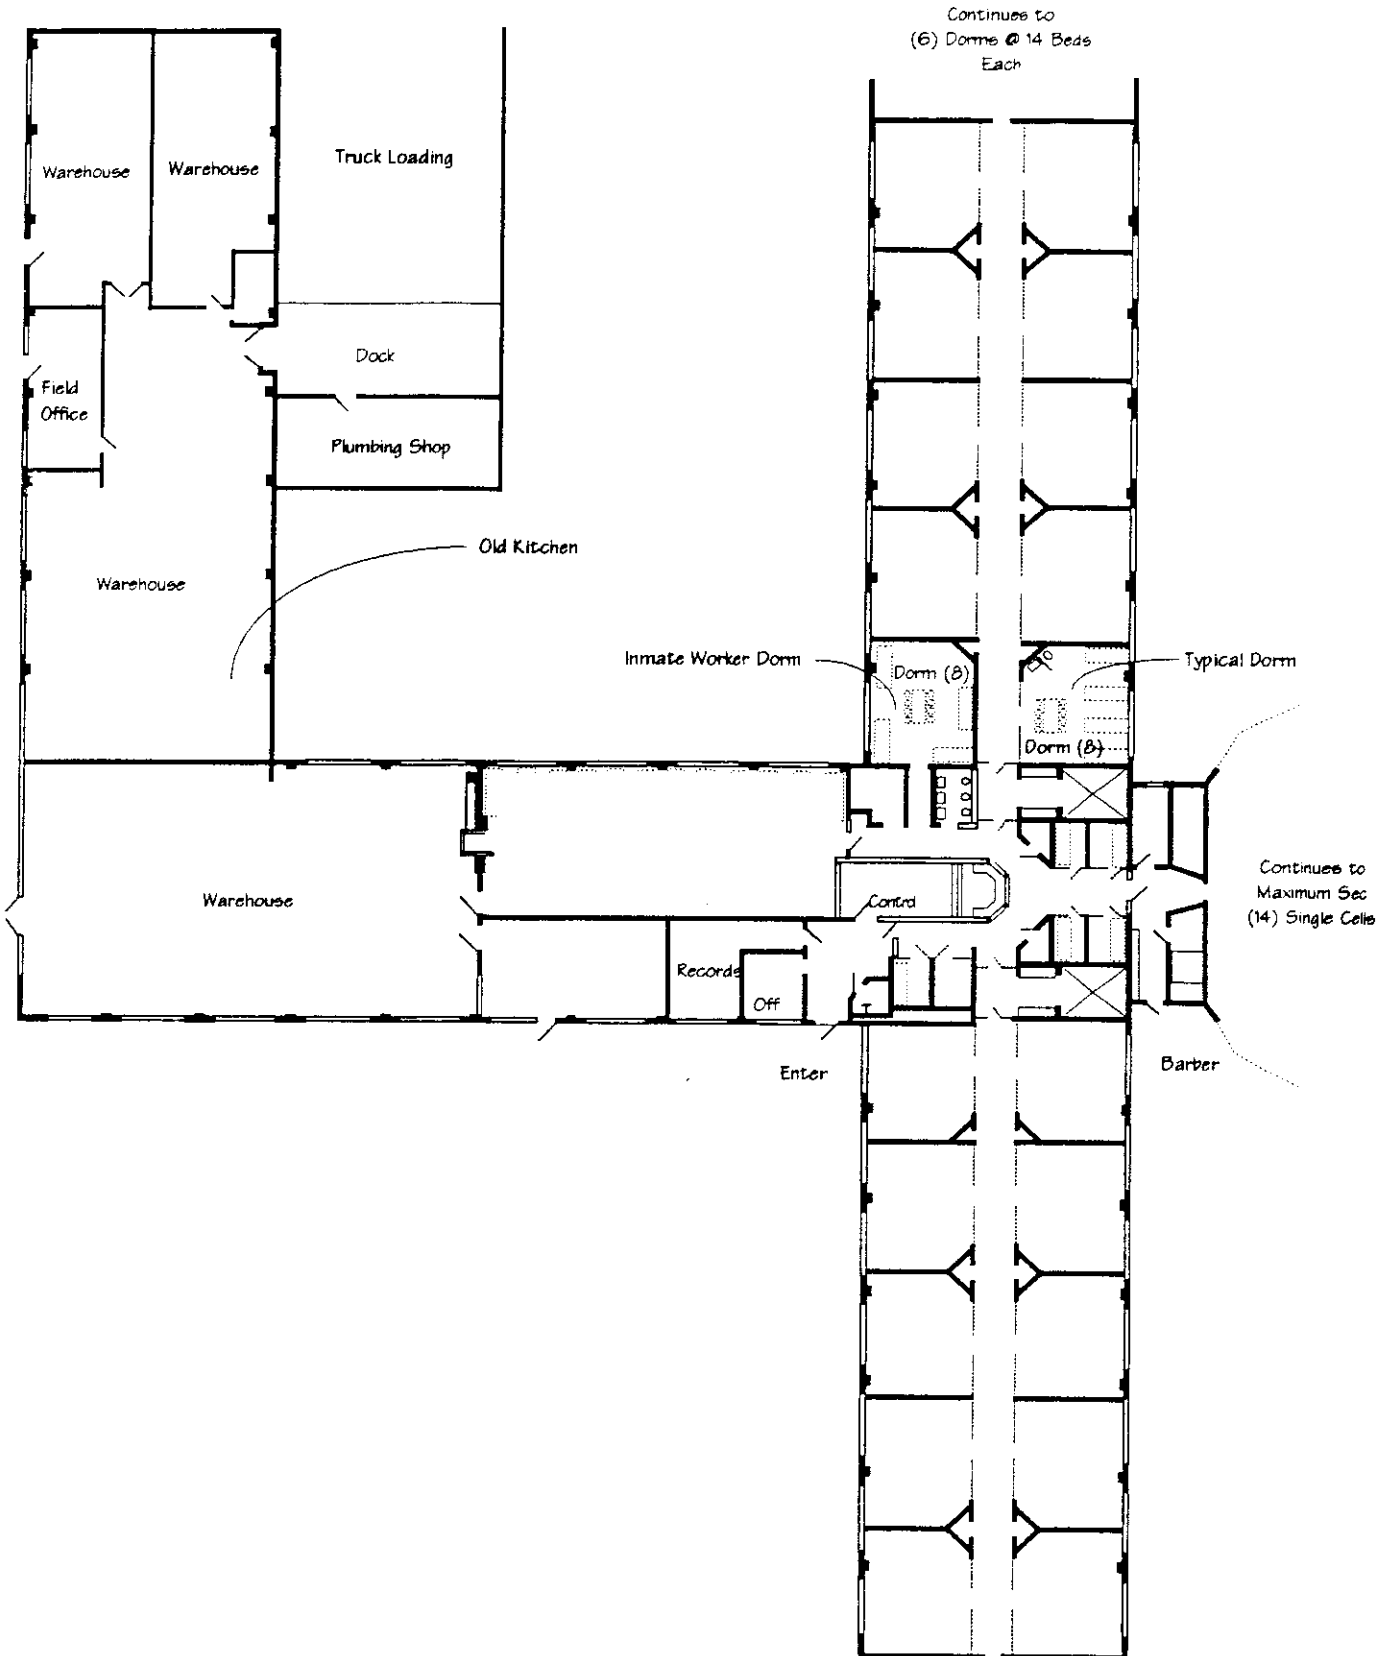 Continues to
(6) Dorms @ 14 Beds
Each
Warehouse
Warehouse
Truck Loading
Dock
Field
Office
Plumbing Shop
Old Kitchen
Warehouse
Inmate Worker Dorm
Dorm (8)
Typical Dorm
Dorm (8)
Continues to
Maximum Sec
(14) Single Cells
Warehouse
Control
Records
Off
Enter
Barber